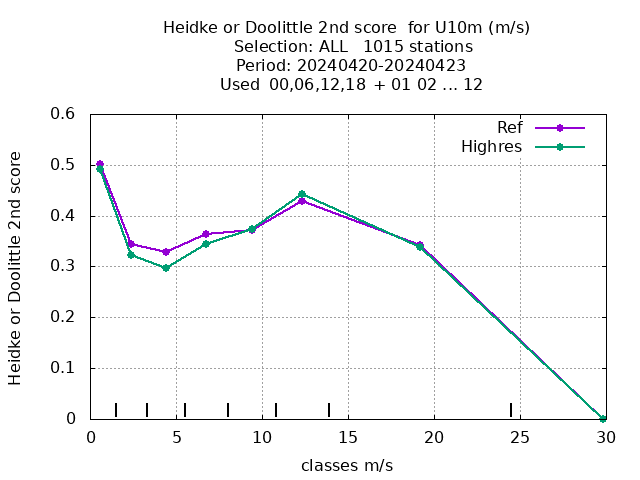 Heidke or Doolittle 2nd score  for U10m (m/s)
Selection: ALL   1015 stations
Period: 20240420-20240423
Used  00,06,12,18  + 01 02 ... 12
Ref
Highres
Heidke or Doolittle 2nd score
0.6
0.5
0.4
0.3
0.2
0.1
0
0 5 10 15 20 25 30
classes m/s